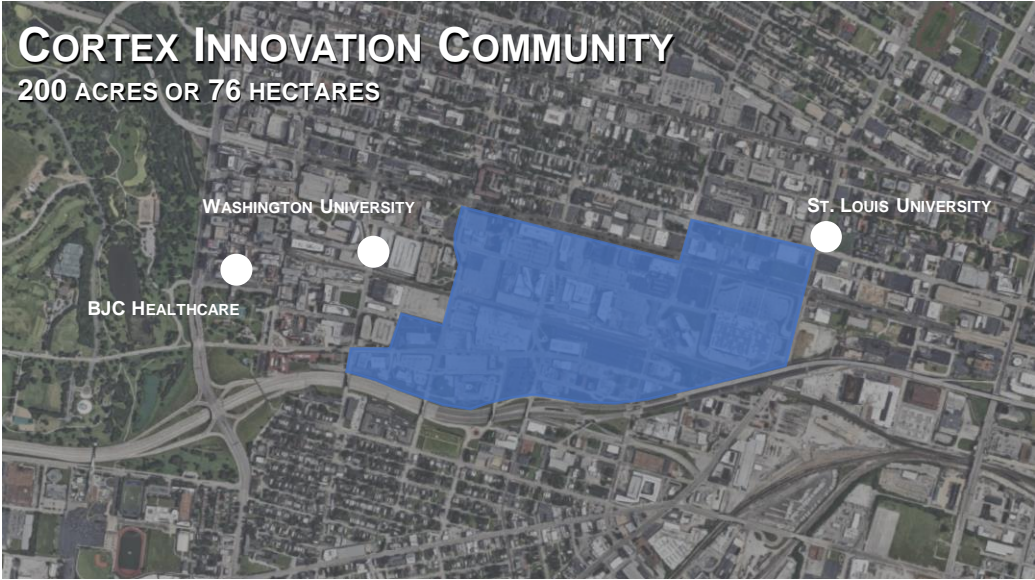 Cortex Innovation Community
200 acres or 76 hectares
Washington University
St. Louis University
BJC Healthcare